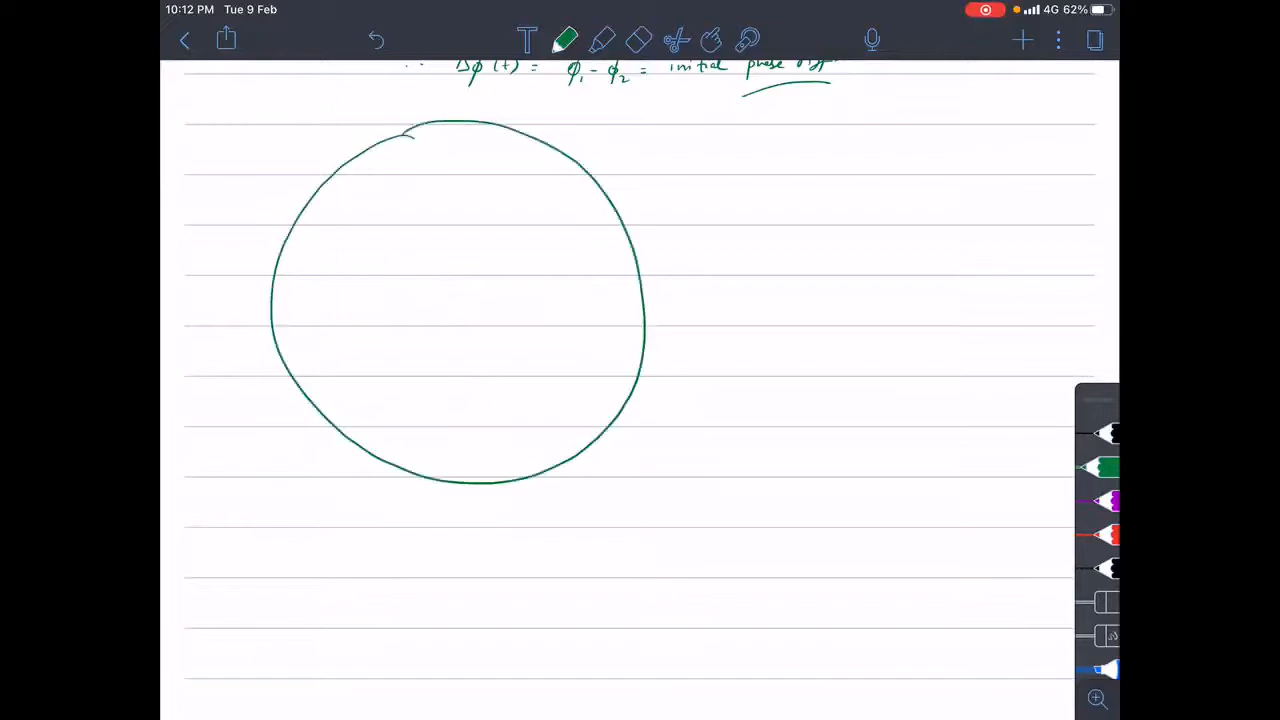 10:12 PM Tue 9 Feb
4G 62%
∴ Δϕ(t) = ϕ₁ - ϕ₂ = initial phase